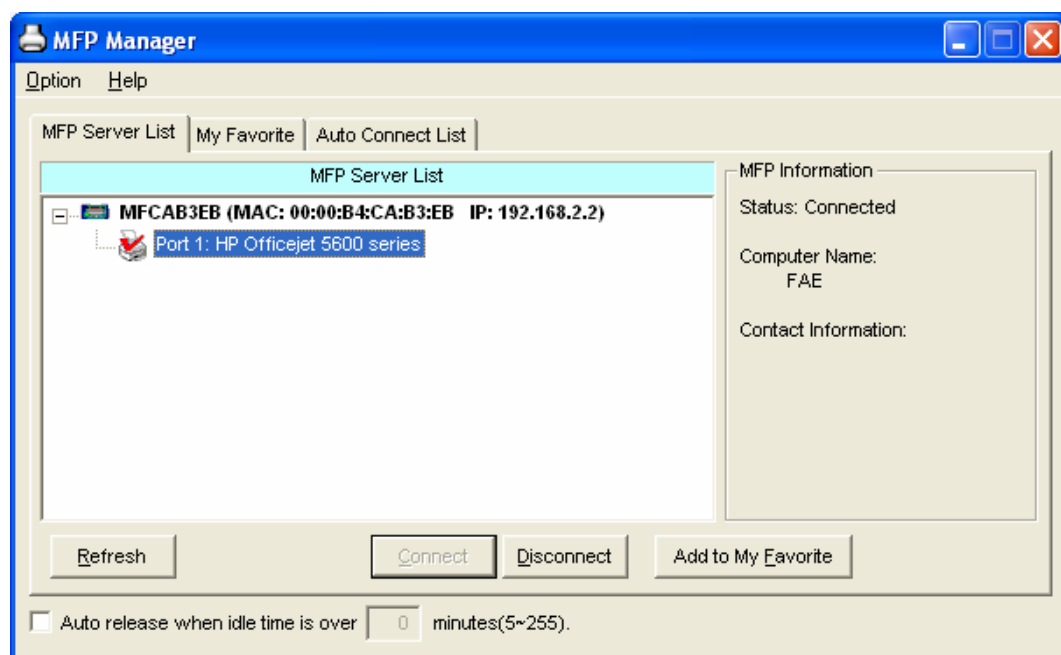 MFP Manager
Option Help
MFP Server List My Favorite Auto Connect List
MFP Server List
MFCAB3EB (MAC: 00:00:B4:CA:B3:EB IP: 192.168.2.2)
Port 1: HP Officejet 5600 series
MFP Information
Status: Connected
Computer Name:
FAE
Contact Information:
Refresh Connect Disconnect Add to My Favorite
Auto release when idle time is over 0 minutes(5~255).